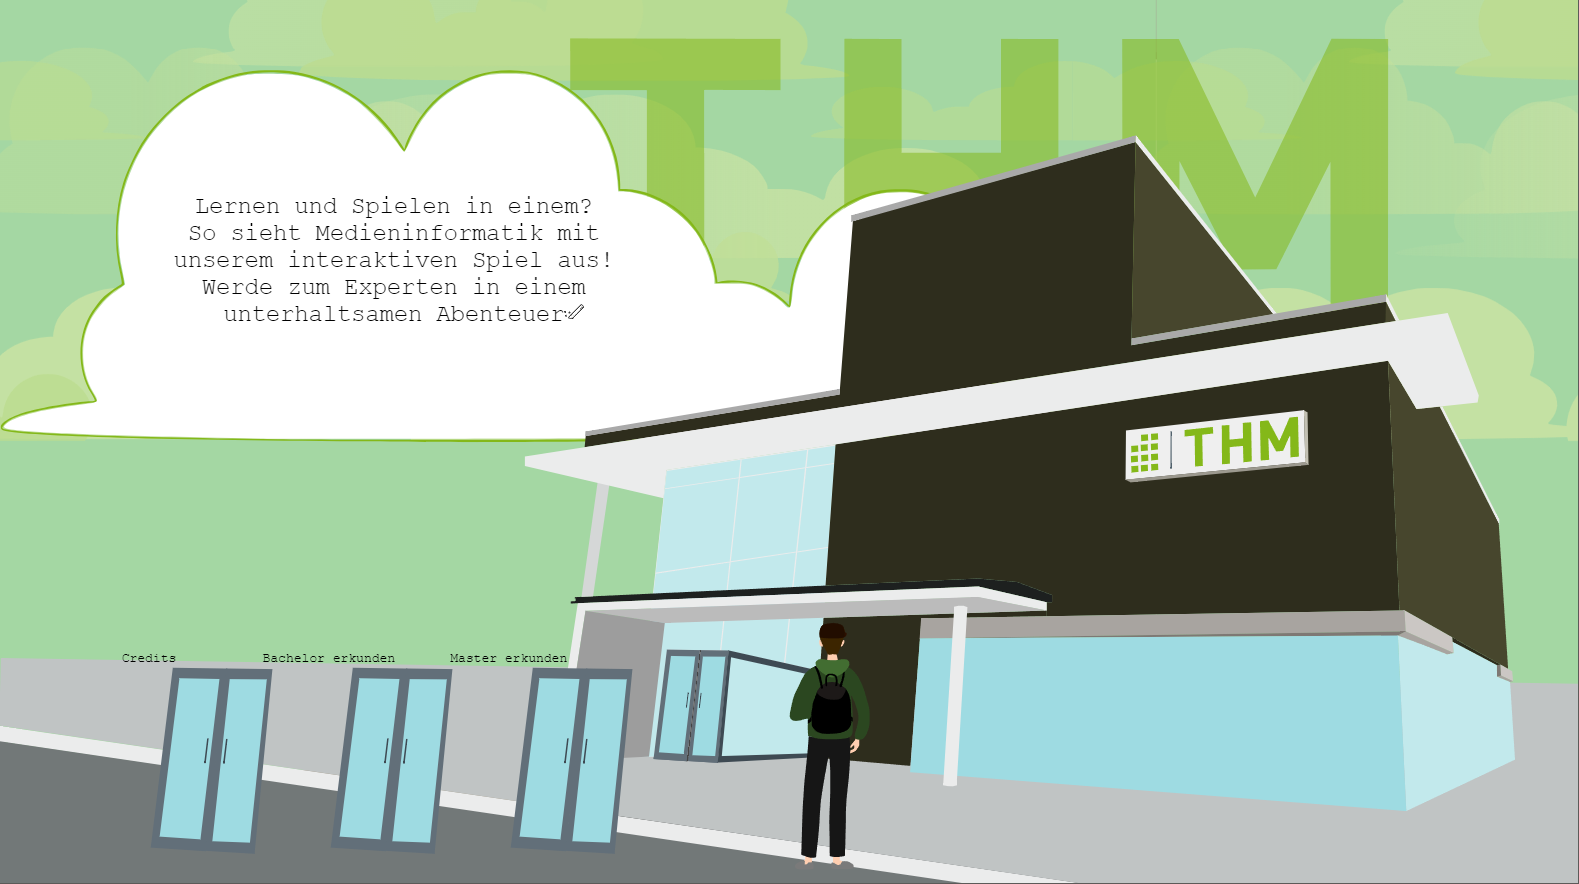 THM
Lernen und Spielen in einem?
So sieht Medieninformatik mit
unserem interaktiven Spiel aus!
Werde zum Experten in einem
unterhaltsamen Abenteuer
THM
Credits
Bachelor erkunden
Master erkunden